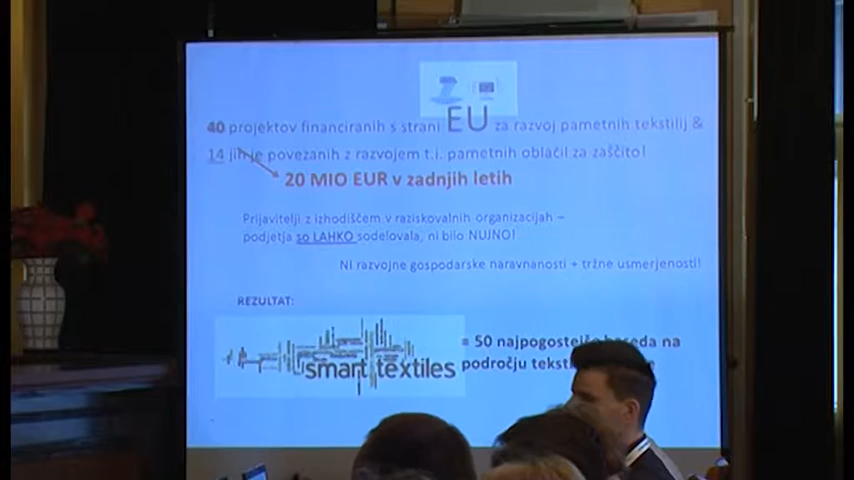 40 projektov financiranih s strani EU za razvoj pametnih tekstilij &
14 jih je povezanih z razvojem t.i. pametnih oblačil za zaščito!
20 MIO EUR v zadnjih letih
Prijavitelji z izhodiščem v raziskovalnih organizacijah –
podjetja so LAHKO sodelovala, ni bilo NUJNO!
Ni razvojne gospodarske naravnanosti + tržne usmerjenosti!
REZULTAT:
smart textiles
= 50 najpogostejša beseda na
področju